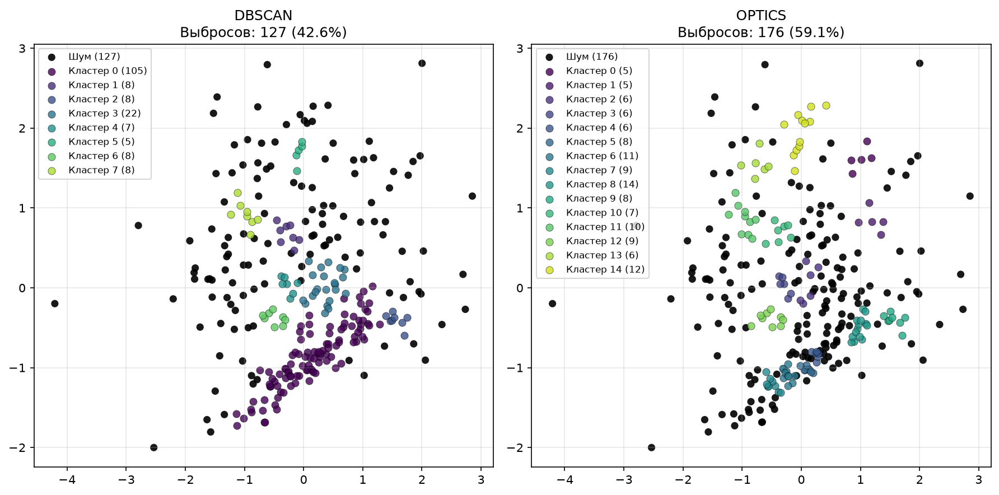 DBSCAN
Выбросов: 127 (42.6%)
Шум (127)
Кластер 0 (105)
Кластер 1 (8)
Кластер 2 (8)
Кластер 3 (22)
Кластер 4 (7)
Кластер 5 (5)
Кластер 6 (8)
Кластер 7 (8)
3
2
1
0
−1
−2
−4 −3 −2 −1 0 1 2 3
OPTICS
Выбросов: 176 (59.1%)
Шум (176)
Кластер 0 (5)
Кластер 1 (5)
Кластер 2 (6)
Кластер 3 (6)
Кластер 4 (6)
Кластер 5 (8)
Кластер 6 (11)
Кластер 7 (9)
Кластер 8 (14)
Кластер 9 (8)
Кластер 10 (7)
Кластер 11 (10)
Кластер 12 (9)
Кластер 13 (6)
Кластер 14 (12)
3
2
1
0
−1
−2
−4 −3 −2 −1 0 1 2 3